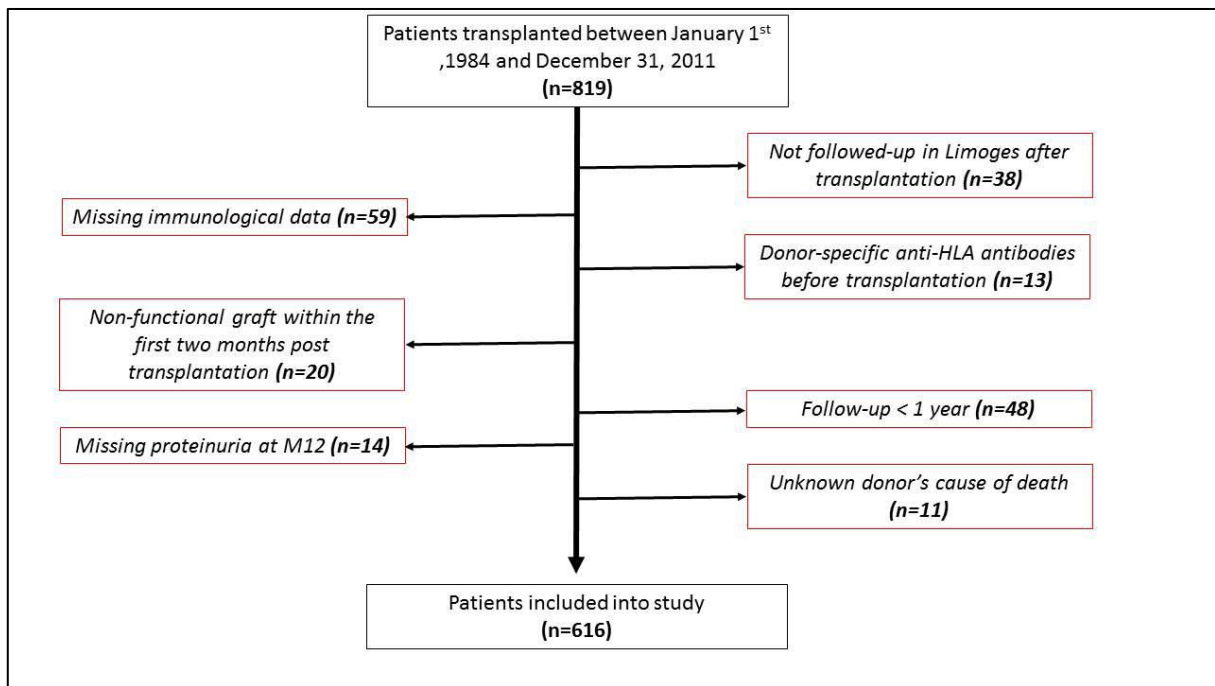 Patients transplanted between January 1st
,1984 and December 31, 2011
(n=819)
Not followed-up in Limoges after
transplantation (n=38)
Missing immunological data (n=59)
Donor-specific anti-HLA antibodies
before transplantation (n=13)
Non-functional graft within the
first two months post
transplantation (n=20)
Follow-up < 1 year (n=48)
Missing proteinuria at M12 (n=14)
Unknown donor’s cause of death
(n=11)
Patients included into study
(n=616)